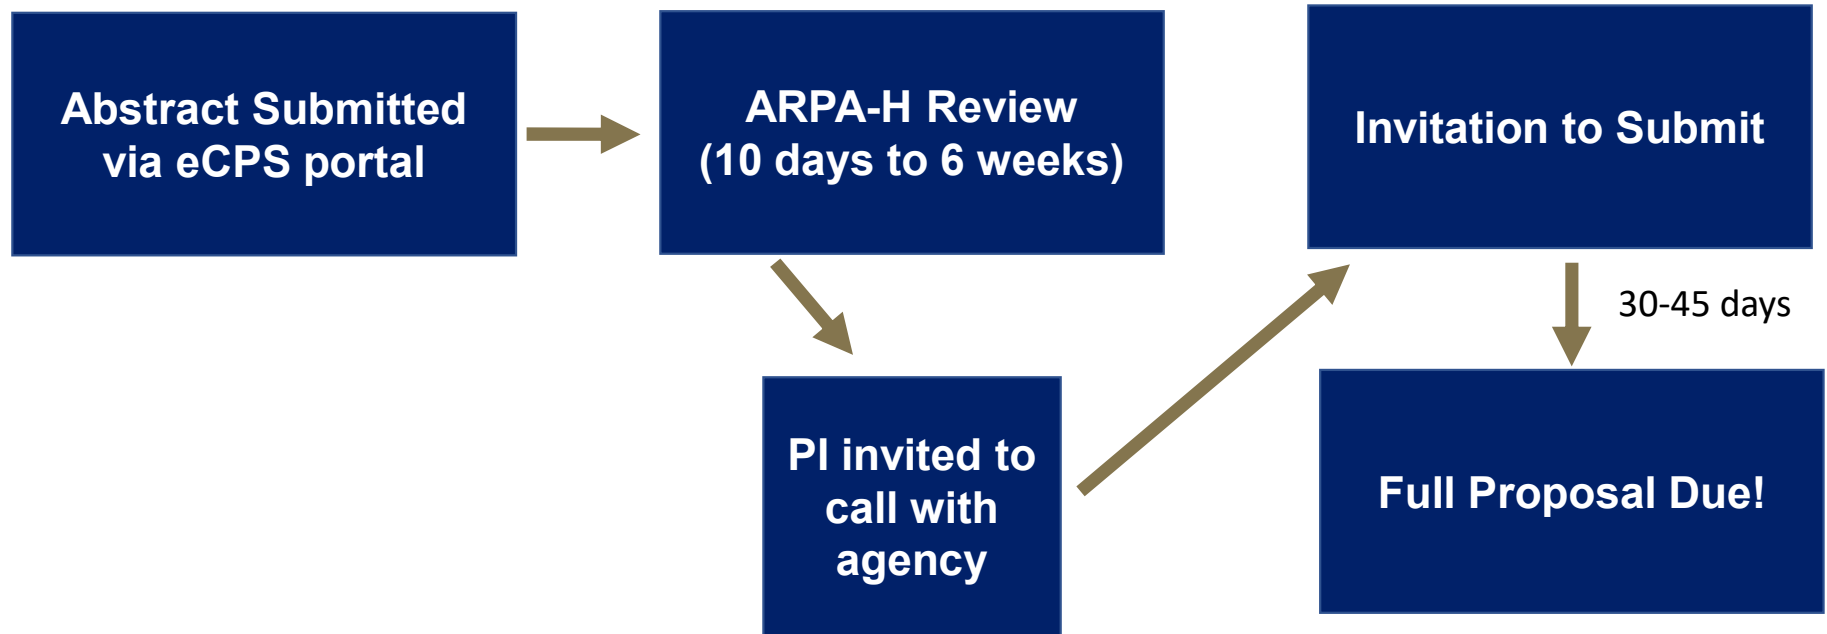 Abstract Submitted
via eCPS portal
ARPA-H Review
(10 days to 6 weeks)
PI invited to
call with
agency
Invitation to Submit
30-45 days
Full Proposal Due!